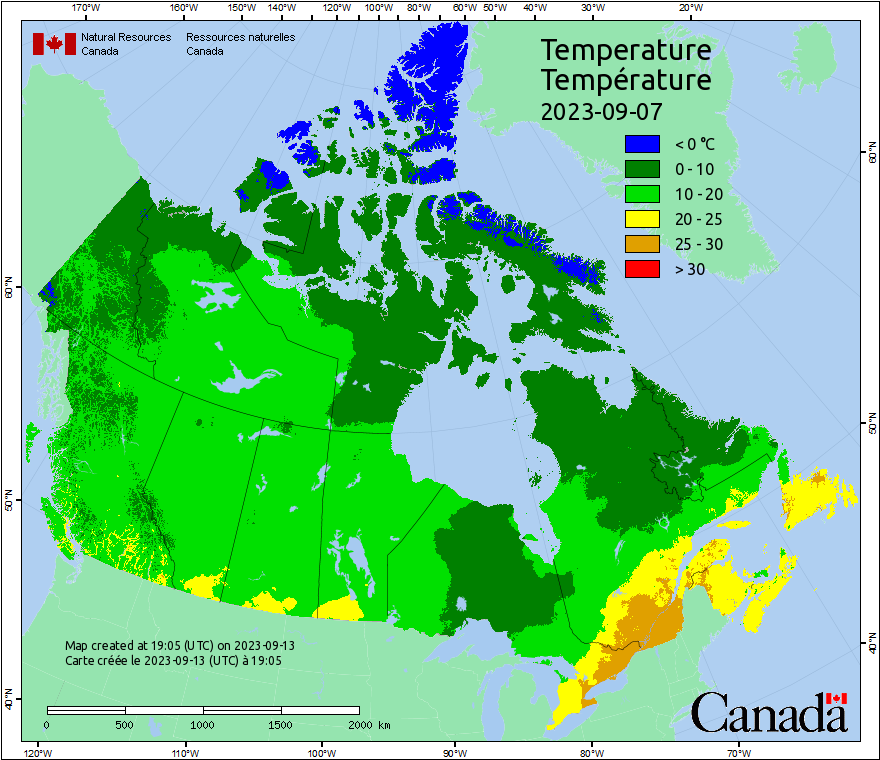 170°W 160°W 150°W 140°W 120°W 100°W 80°W 60°W 50°W 40°W 30°W 20°W
Natural Resources Ressources naturelles
Canada Canada
Temperature
Température
2023-09-07
< 0 °C
0 - 10
10 - 20
20 - 25
25 - 30
> 30
60°N
50°N
40°N
60°N
50°N
40°N
Map created at 19:05 (UTC) on 2023-09-13
Carte créée le 2023-09-13 (UTC) à 19:05
0 500 1000 1500 2000 km
Canada
120°W 110°W 100°W 90°W 80°W 70°W